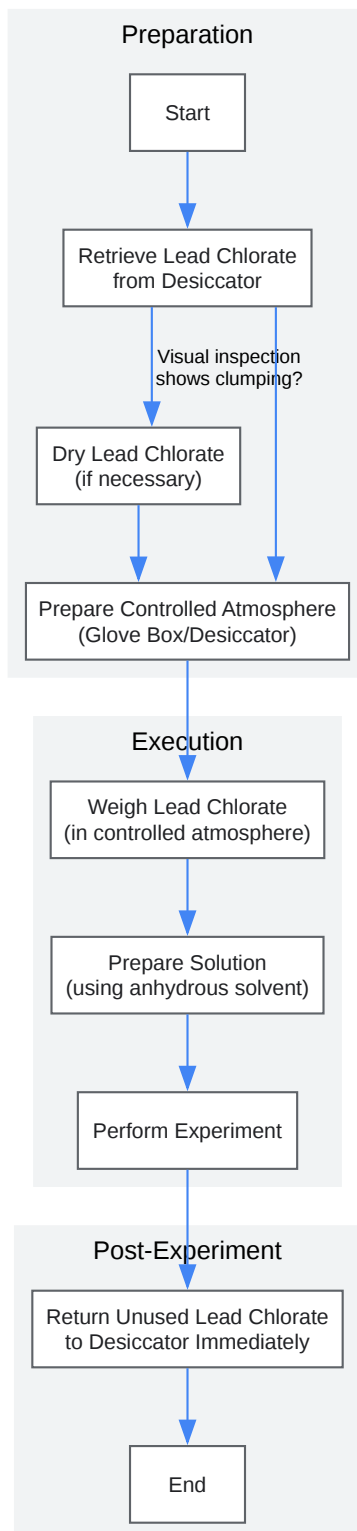 Preparation
Start
Retrieve Lead Chlorate
from Desiccator
Visual inspection
shows clumping?
Dry Lead Chlorate
(if necessary)
Prepare Controlled Atmosphere
(Glove Box/Desiccator)
Execution
Weigh Lead Chlorate
(in controlled atmosphere)
Prepare Solution
(using anhydrous solvent)
Perform Experiment
Post-Experiment
Return Unused Lead Chlorate
to Desiccator Immediately
End